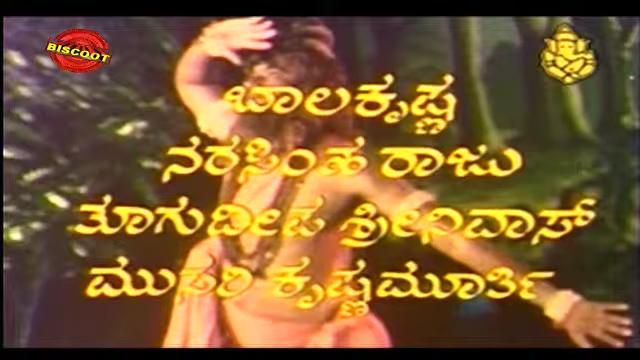 BISCOOT
ಬಾಲಕೃಷ್ಣ
ನರಸಿಂಹ ರಾಜು
ತೂಗುದೀಪ ಶ್ರೀನಿವಾಸ್
ಮುಸರಿ ಕೃಷ್ಣಮೂರ್ತಿ